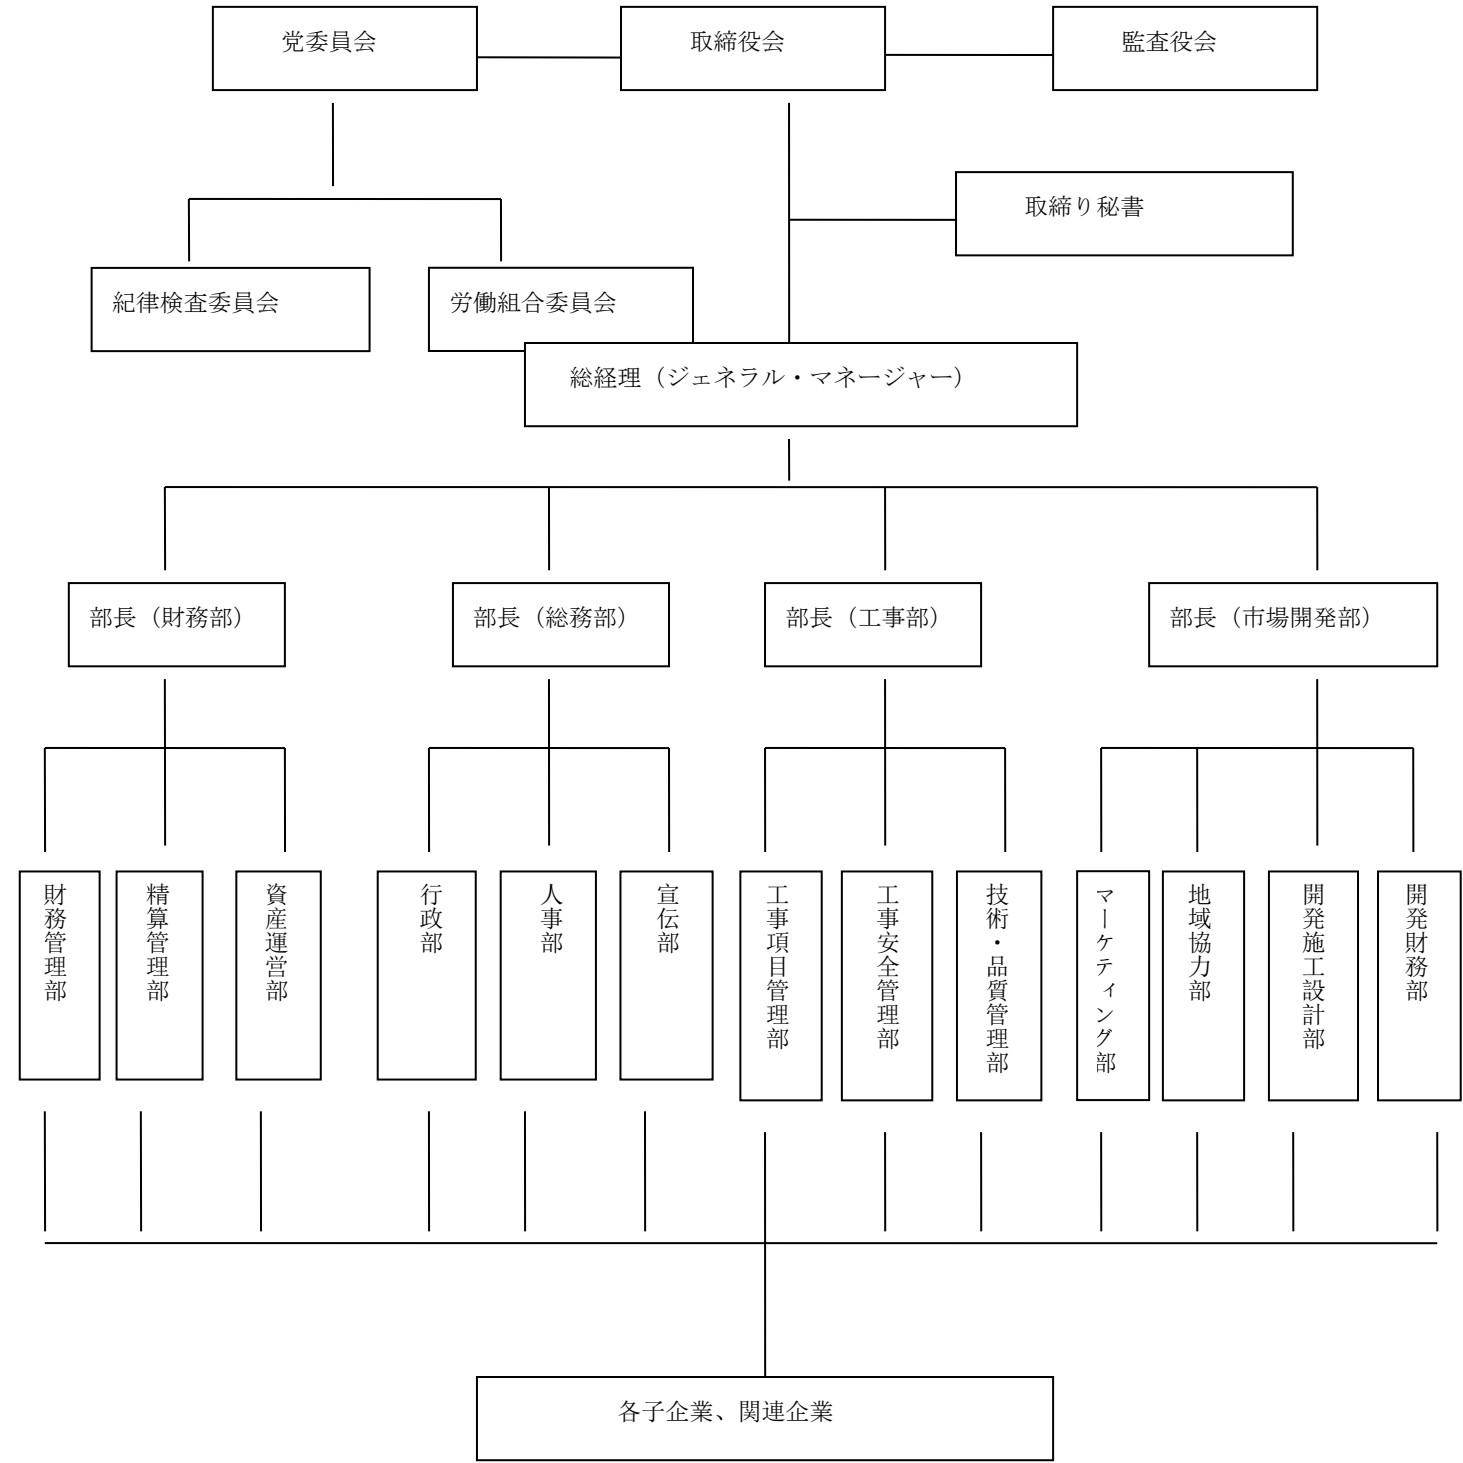 党委員会
取締役会
監査役会
取締り秘書
紀律検査委員会
労働組合委員会
総経理（ジェネラル・マネージャー）
部長（財務部）
部長（総務部）
部長（工事部）
部長（市場開発部）
財務管理部
精算管理部
資産運営部
行政部
人事部
宣伝部
工事項目管理部
工事安全管理部
技術・品質管理部
マーケティング部
地域協力部
開発施工設計部
開発財務部
各子企業、関連企業